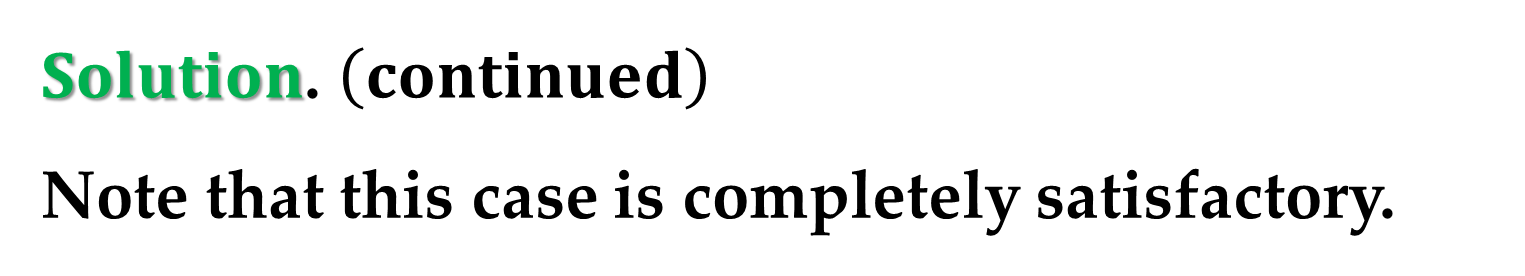 Solution. (continued)
Note that this case is completely satisfactory.